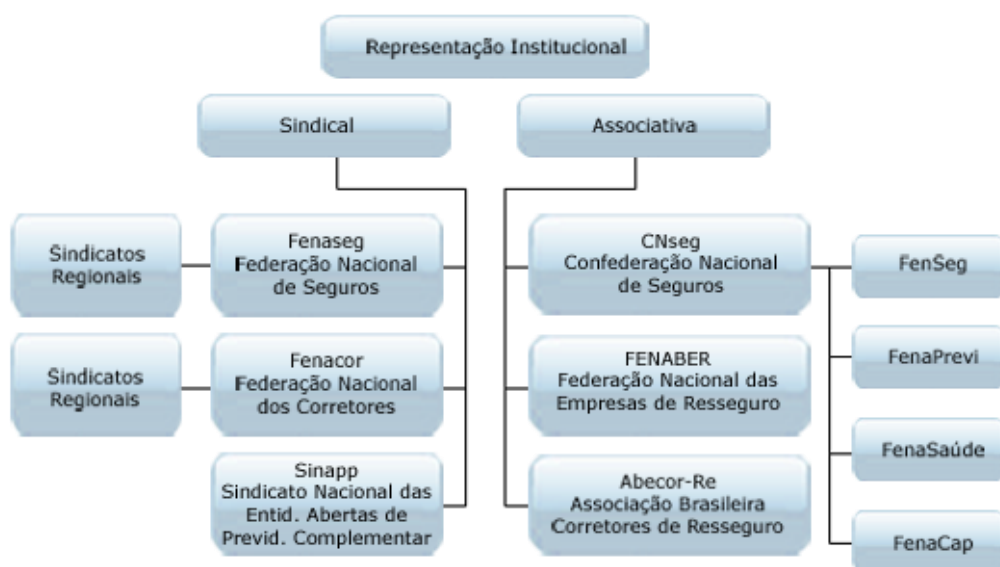 Representação Institucional
Sindical
Associativa
Sindicatos
Regionais
Fenaseg
Federação Nacional
de Seguros
CNseg
Confederação Nacional
de Seguros
FenSeg
Sindicatos
Regionais
Fenacor
Federação Nacional
dos Corretores
FENABER
Federação Nacional das
Empresas de Resseguro
FenaPrevi
FenaSaúde
Sinapp
Sindicato Nacional das
Entid. Abertas de
Previd. Complementar
Abecor-Re
Associação Brasileira
Corretores de Resseguro
FenaCap